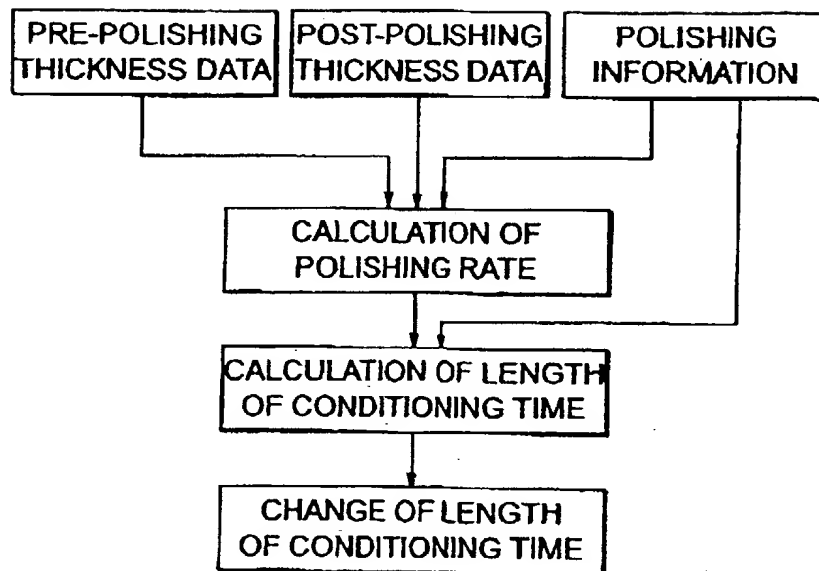 PRE-POLISHING
THICKNESS DATA
POST-POLISHING
THICKNESS DATA
POLISHING
INFORMATION
CALCULATION OF
POLISHING RATE
CALCULATION OF LENGTH
OF CONDITIONING TIME
CHANGE OF LENGTH
OF CONDITIONING TIME